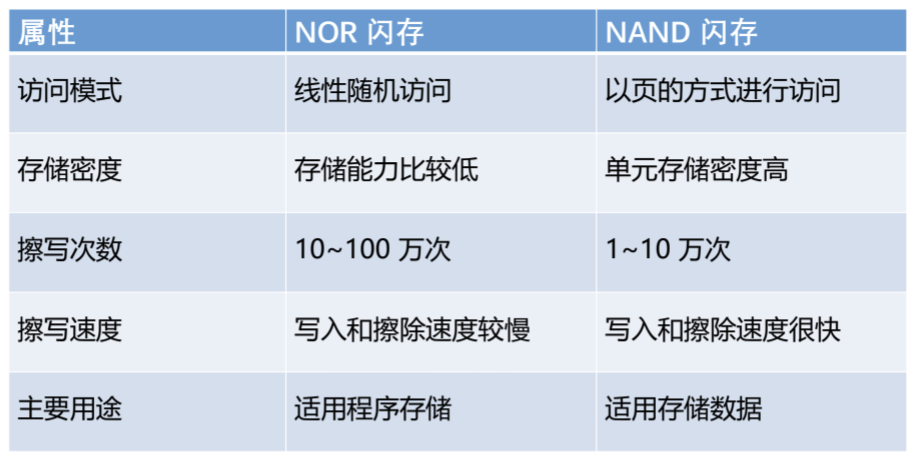 属性 NOR 闪存 NAND 闪存
访问模式 线性随机访问 以页的方式进行访问
存储密度 存储能力比较低 单元存储密度高
擦写次数 10~100 万次 1~10 万次
擦写速度 写入和擦除速度较慢 写入和擦除速度很快
主要用途 适用程序存储 适用存储数据